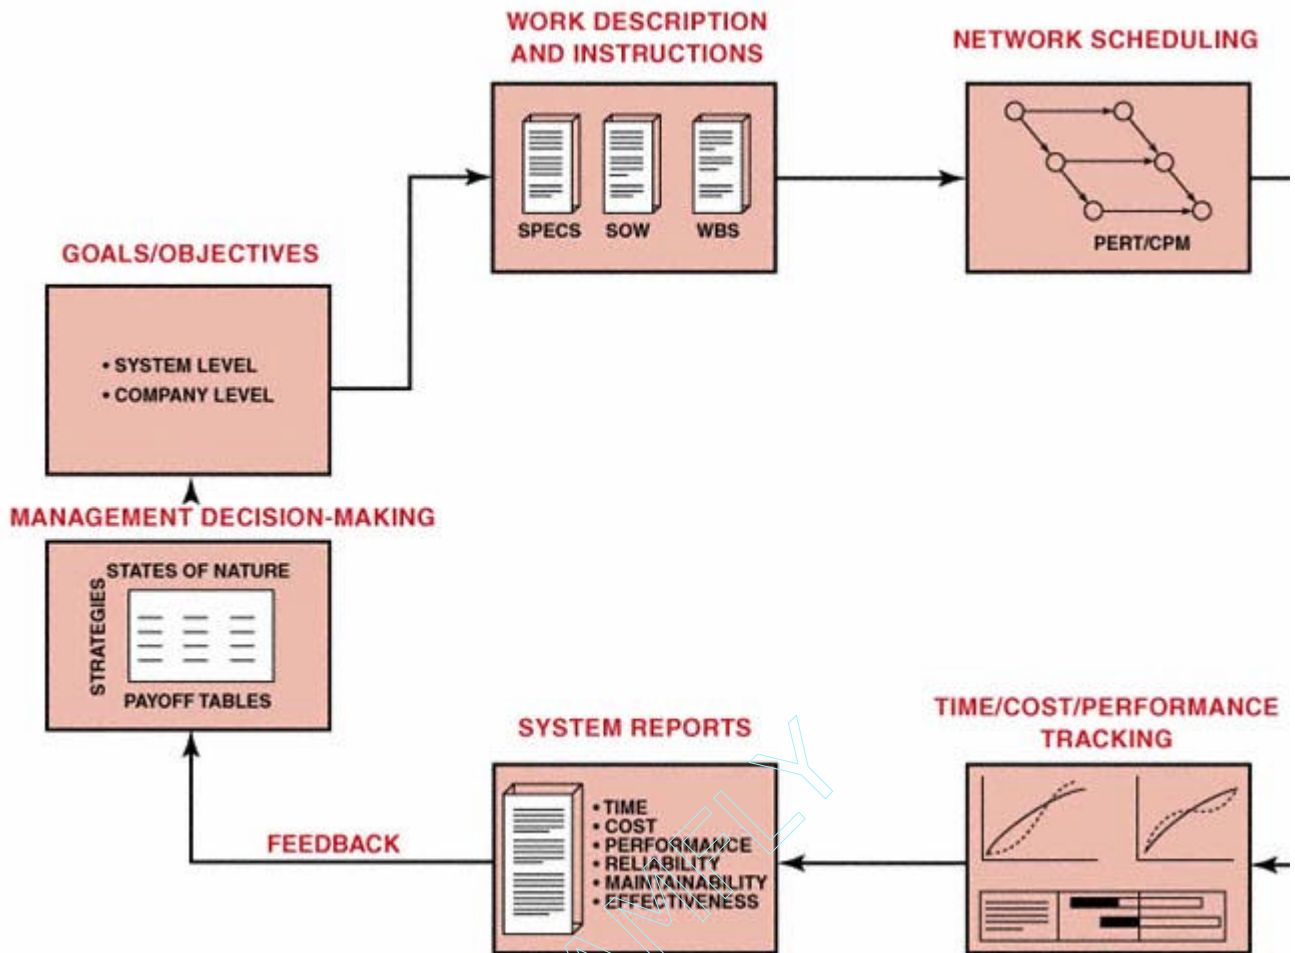 WORK DESCRIPTION
AND INSTRUCTIONS
SPECS
SOW
WBS
NETWORK SCHEDULING
PERT/CPM
GOALS/OBJECTIVES
• SYSTEM LEVEL
• COMPANY LEVEL
MANAGEMENT DECISION-MAKING
STATES OF NATURE
STRATEGIES
PAYOFF TABLES
FEEDBACK
SYSTEM REPORTS
• TIME
• COST
• PERFORMANCE
• RELIABILITY
• MAINTAINABILITY
• EFFECTIVENESS
TIME/COST/PERFORMANCE
TRACKING